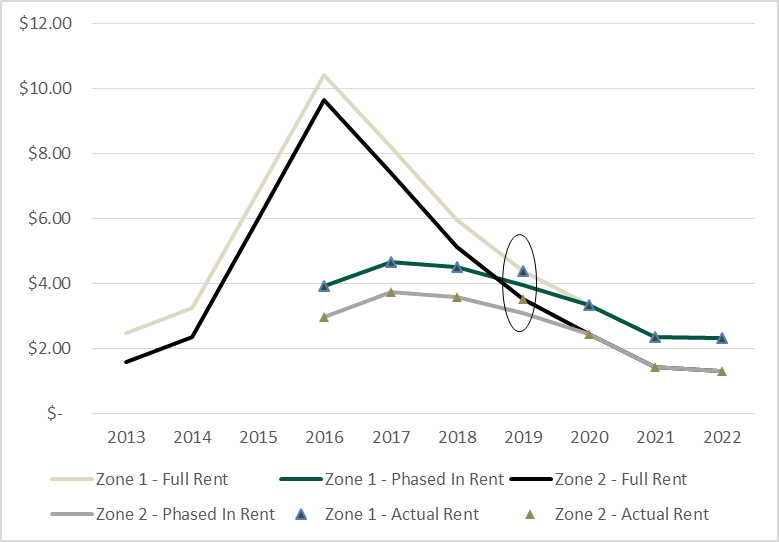 $12.00
$10.00
$8.00
$6.00
$4.00
$2.00
$-
2013 2014 2015 2016 2017 2018 2019 2020 2021 2022
Zone 1 - Full Rent Zone 1 - Phased In Rent Zone 2 - Full Rent
Zone 2 - Phased In Rent Zone 1 - Actual Rent Zone 2 - Actual Rent